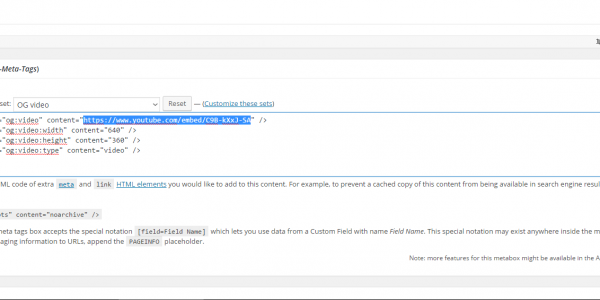 -Meta-Tags)
set: OG video Reset — (Customize these sets)
="og:video" content="https://www.youtube.com/embed/C9B-kXxJ-5A" />
="og:video:width" content="640" />
="og:video:height" content="360" />
="og:video:type" content="video" />
ML code of extra meta and link HTML elements you would like to add to this content. For example, to prevent a cached copy of this content from being available in search engine resul
ots" content="noarchive" />
meta tags box accepts the special notation [field=Field Name] which lets you use data from a Custom Field with name Field Name. This special notation may exist anywhere inside the m
aging information to URLs, append the PAGEINFO placeholder.
Note: more features for this metabox might be available in the A